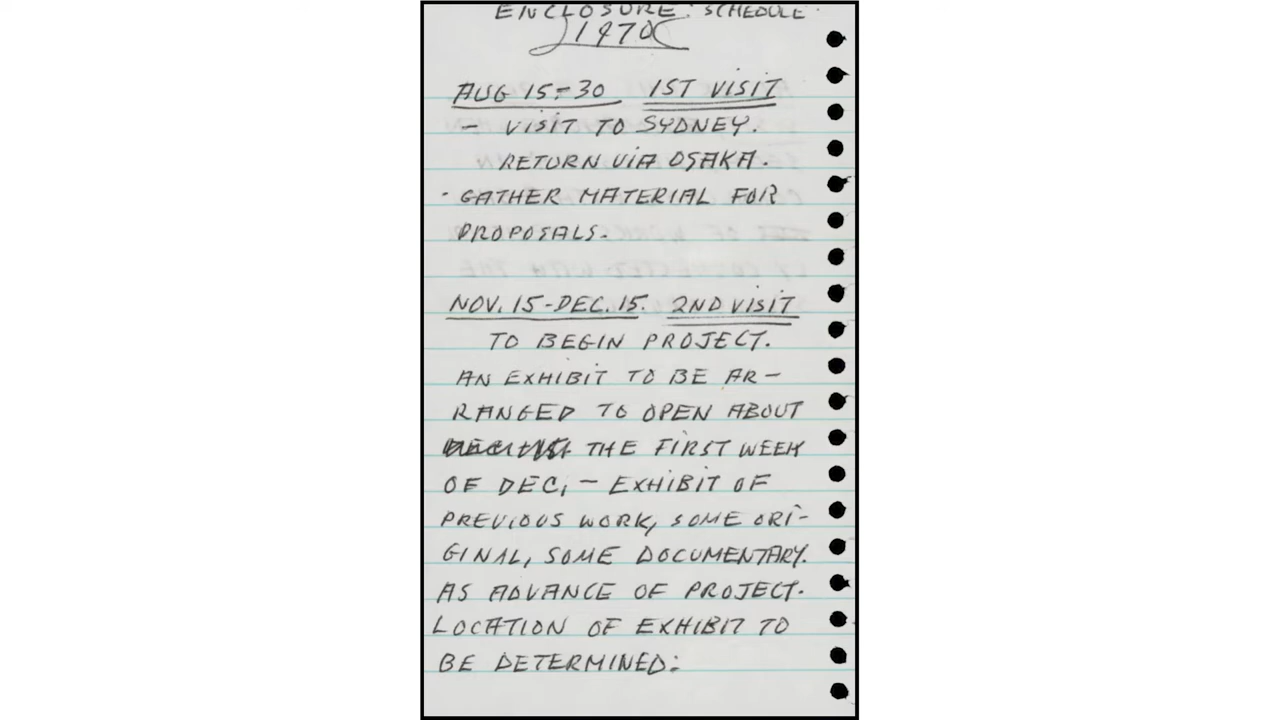 ENCLOSURE: SCHEDULE
1970
AUG 15-30 1ST VISIT
- VISIT TO SYDNEY.
RETURN VIA OSAKA.
- GATHER MATERIAL FOR
PROPOSALS.
NOV. 15-DEC. 15. 2ND VISIT
TO BEGIN PROJECT.
AN EXHIBIT TO BE AR-
RANGED TO OPEN ABOUT
THE FIRST WEEK
OF DEC, - EXHIBIT OF
PREVIOUS WORK, SOME ORI-
GINAL, SOME DOCUMENTARY.
AS ADVANCE OF PROJECT.
LOCATION OF EXHIBIT TO
BE DETERMINED: